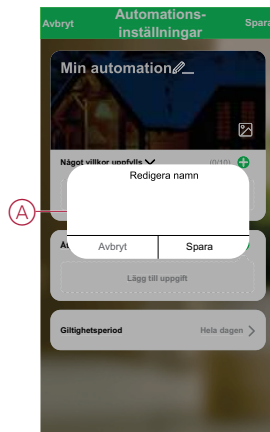 Avbryt
Automations-
inställningar
Spara
Min automation
Något villkor uppfylls
(0/10)
Redigera namn
A
Avbryt
Spara
Lägg till uppgift
Giltighetsperiod
Hela dagen